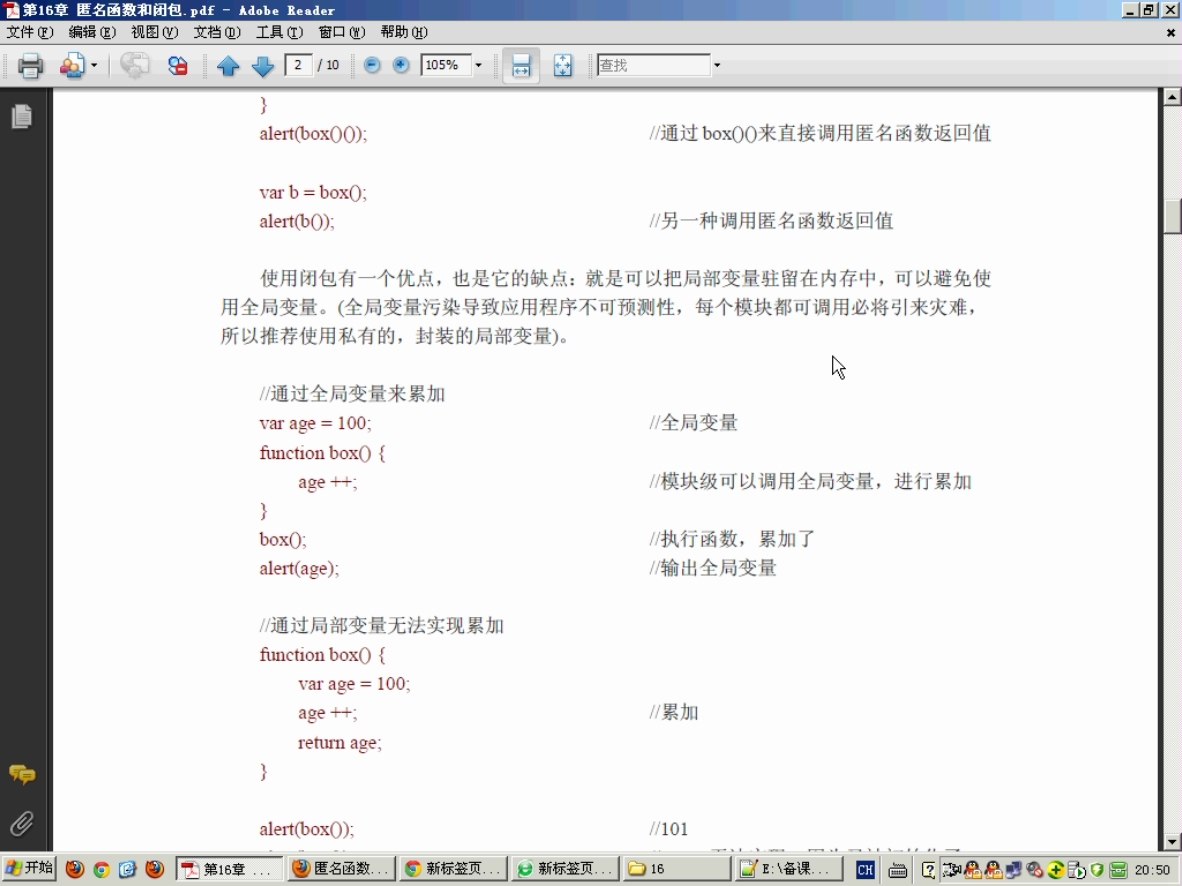 第16章 匿名函数和闭包.pdf - Adobe Reader
文件(F) 编辑(E) 视图(V) 文档(D) 工具(T) 窗口(W) 帮助(H)
2 / 10 105% 查找
}
alert(box()()); //通过 box()()来直接调用匿名函数返回值
var b = box();
alert(b()); //另一种调用匿名函数返回值
使用闭包有一个优点，也是它的缺点：就是可以把局部变量驻留在内存中，可以避免使
用全局变量。(全局变量污染导致应用程序不可预测性，每个模块都可调用必将引来灾难，
所以推荐使用私有的，封装的局部变量)。
//通过全局变量来累加
var age = 100; //全局变量
function box() {
age ++; //模块级可以调用全局变量，进行累加
}
box(); //执行函数，累加了
alert(age); //输出全局变量
//通过局部变量无法实现累加
function box() {
var age = 100;
age ++; //累加
return age;
}
alert(box()); //101
开始 第16章 ... 匿名函数... 新标签页... 新标签页... 16 E:\备课... CH 20:50